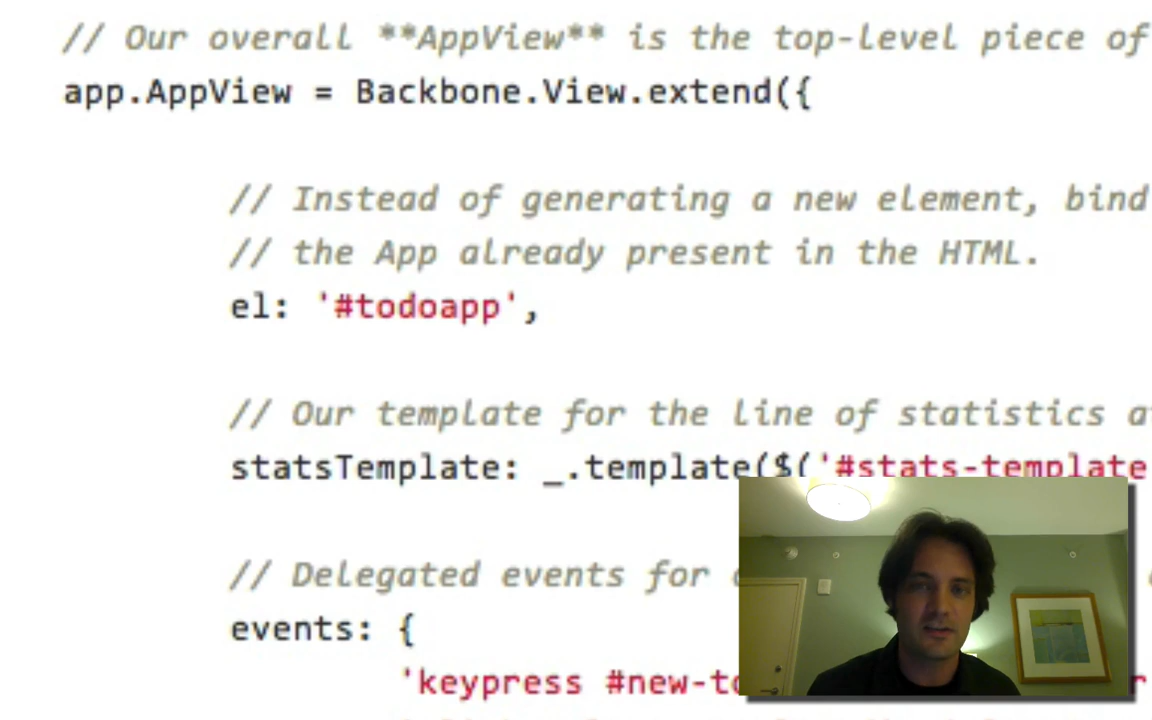 // Our overall **AppView** is the top-level piece of
app.AppView = Backbone.View.extend({
// Instead of generating a new element, bind
// the App already present in the HTML.
el: '#todoapp',
// Our template for the line of statistics
statsTemplate: _.template($('#stats-template
// Delegated events for
events: {
'keypress #new-to